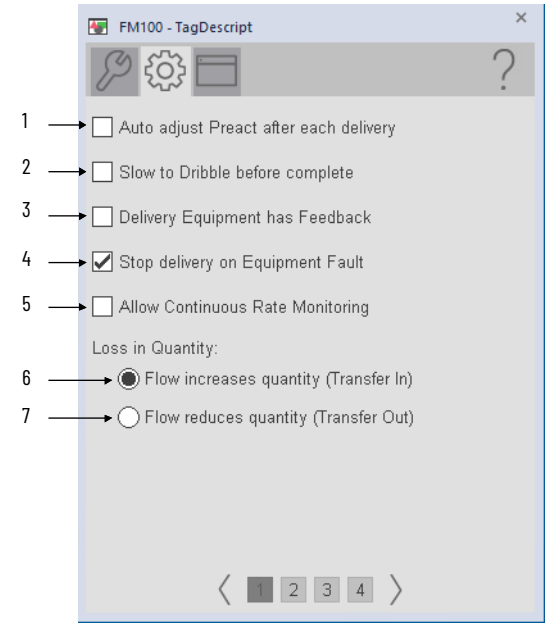 FM100 - TagDescript ×
?
1 Auto adjust Preact after each delivery
2 Slow to Dribble before complete
3 Delivery Equipment has Feedback
4 Stop delivery on Equipment Fault
5 Allow Continuous Rate Monitoring
Loss in Quantity:
6 Flow increases quantity (Transfer In)
7 Flow reduces quantity (Transfer Out)
1 2 3 4